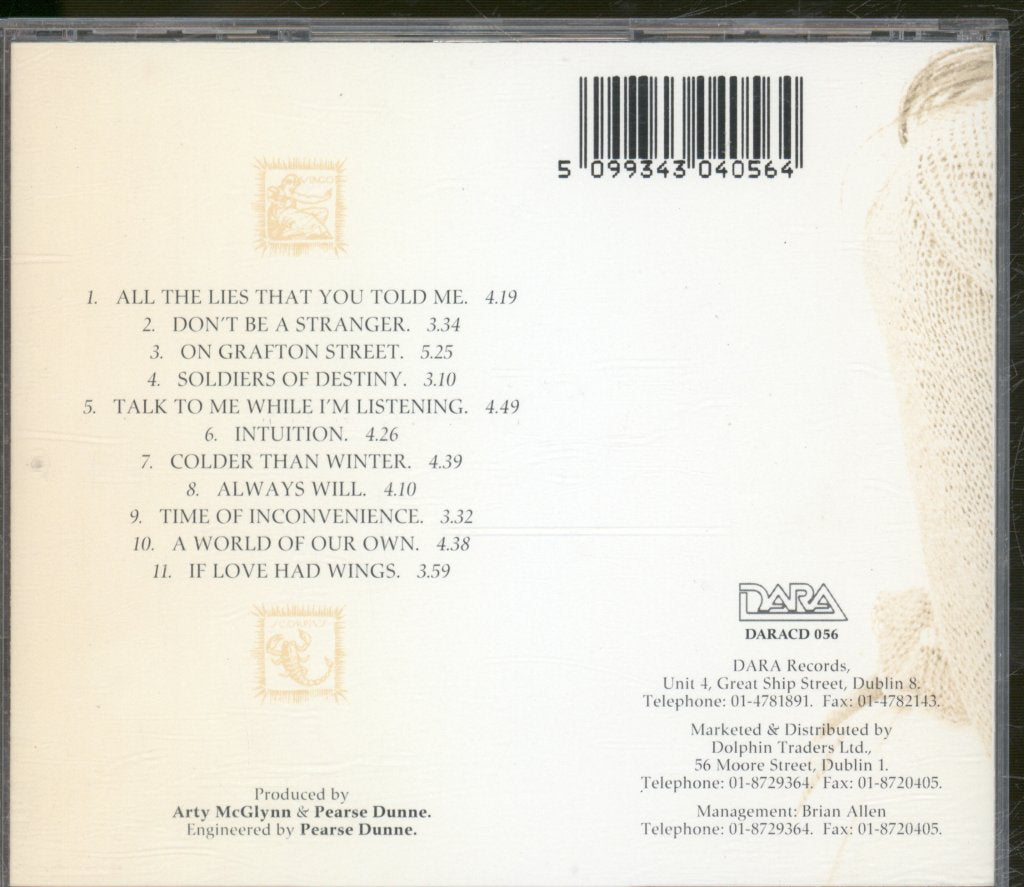 5 099343 040564
VIRGO
1. ALL THE LIES THAT YOU TOLD ME. 4.19
2. DON'T BE A STRANGER. 3.34
3. ON GRAFTON STREET. 5.25
4. SOLDIERS OF DESTINY. 3.10
5. TALK TO ME WHILE I'M LISTENING. 4.49
6. INTUITION. 4.26
7. COLDER THAN WINTER. 4.39
8. ALWAYS WILL. 4.10
9. TIME OF INCONVENIENCE. 3.32
10. A WORLD OF OUR OWN. 4.38
11. IF LOVE HAD WINGS. 3.59
SCORPIUS
Produced by
Arty McGlynn & Pearse Dunne.
Engineered by Pearse Dunne.
DARA
DARACD 056
DARA Records,
Unit 4, Great Ship Street, Dublin 8.
Telephone: 01-4781891. Fax: 01-4782143.
Marketed & Distributed by
Dolphin Traders Ltd.,
56 Moore Street, Dublin 1.
Telephone: 01-8729364. Fax: 01-8720405.
Management: Brian Allen
Telephone: 01-8729364. Fax: 01-8720405.